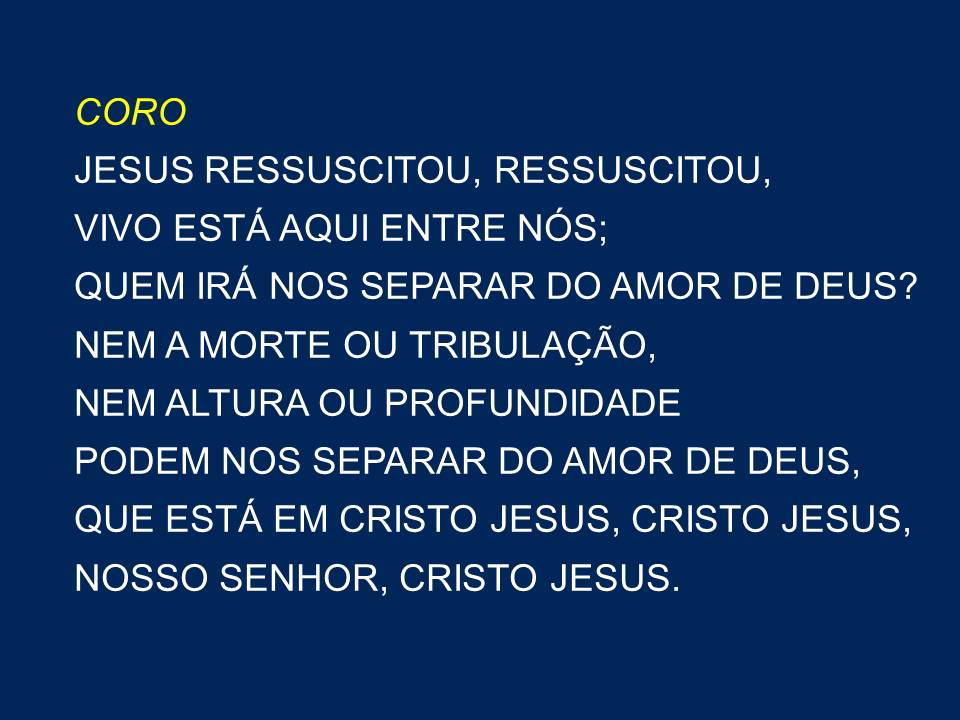 CORO
JESUS RESSUSCITOU, RESSUSCITOU,
VIVO ESTÁ AQUI ENTRE NÓS;
QUEM IRÁ NOS SEPARAR DO AMOR DE DEUS?
NEM A MORTE OU TRIBULAÇÃO,
NEM ALTURA OU PROFUNDIDADE
PODEM NOS SEPARAR DO AMOR DE DEUS,
QUE ESTÁ EM CRISTO JESUS, CRISTO JESUS,
NOSSO SENHOR, CRISTO JESUS.